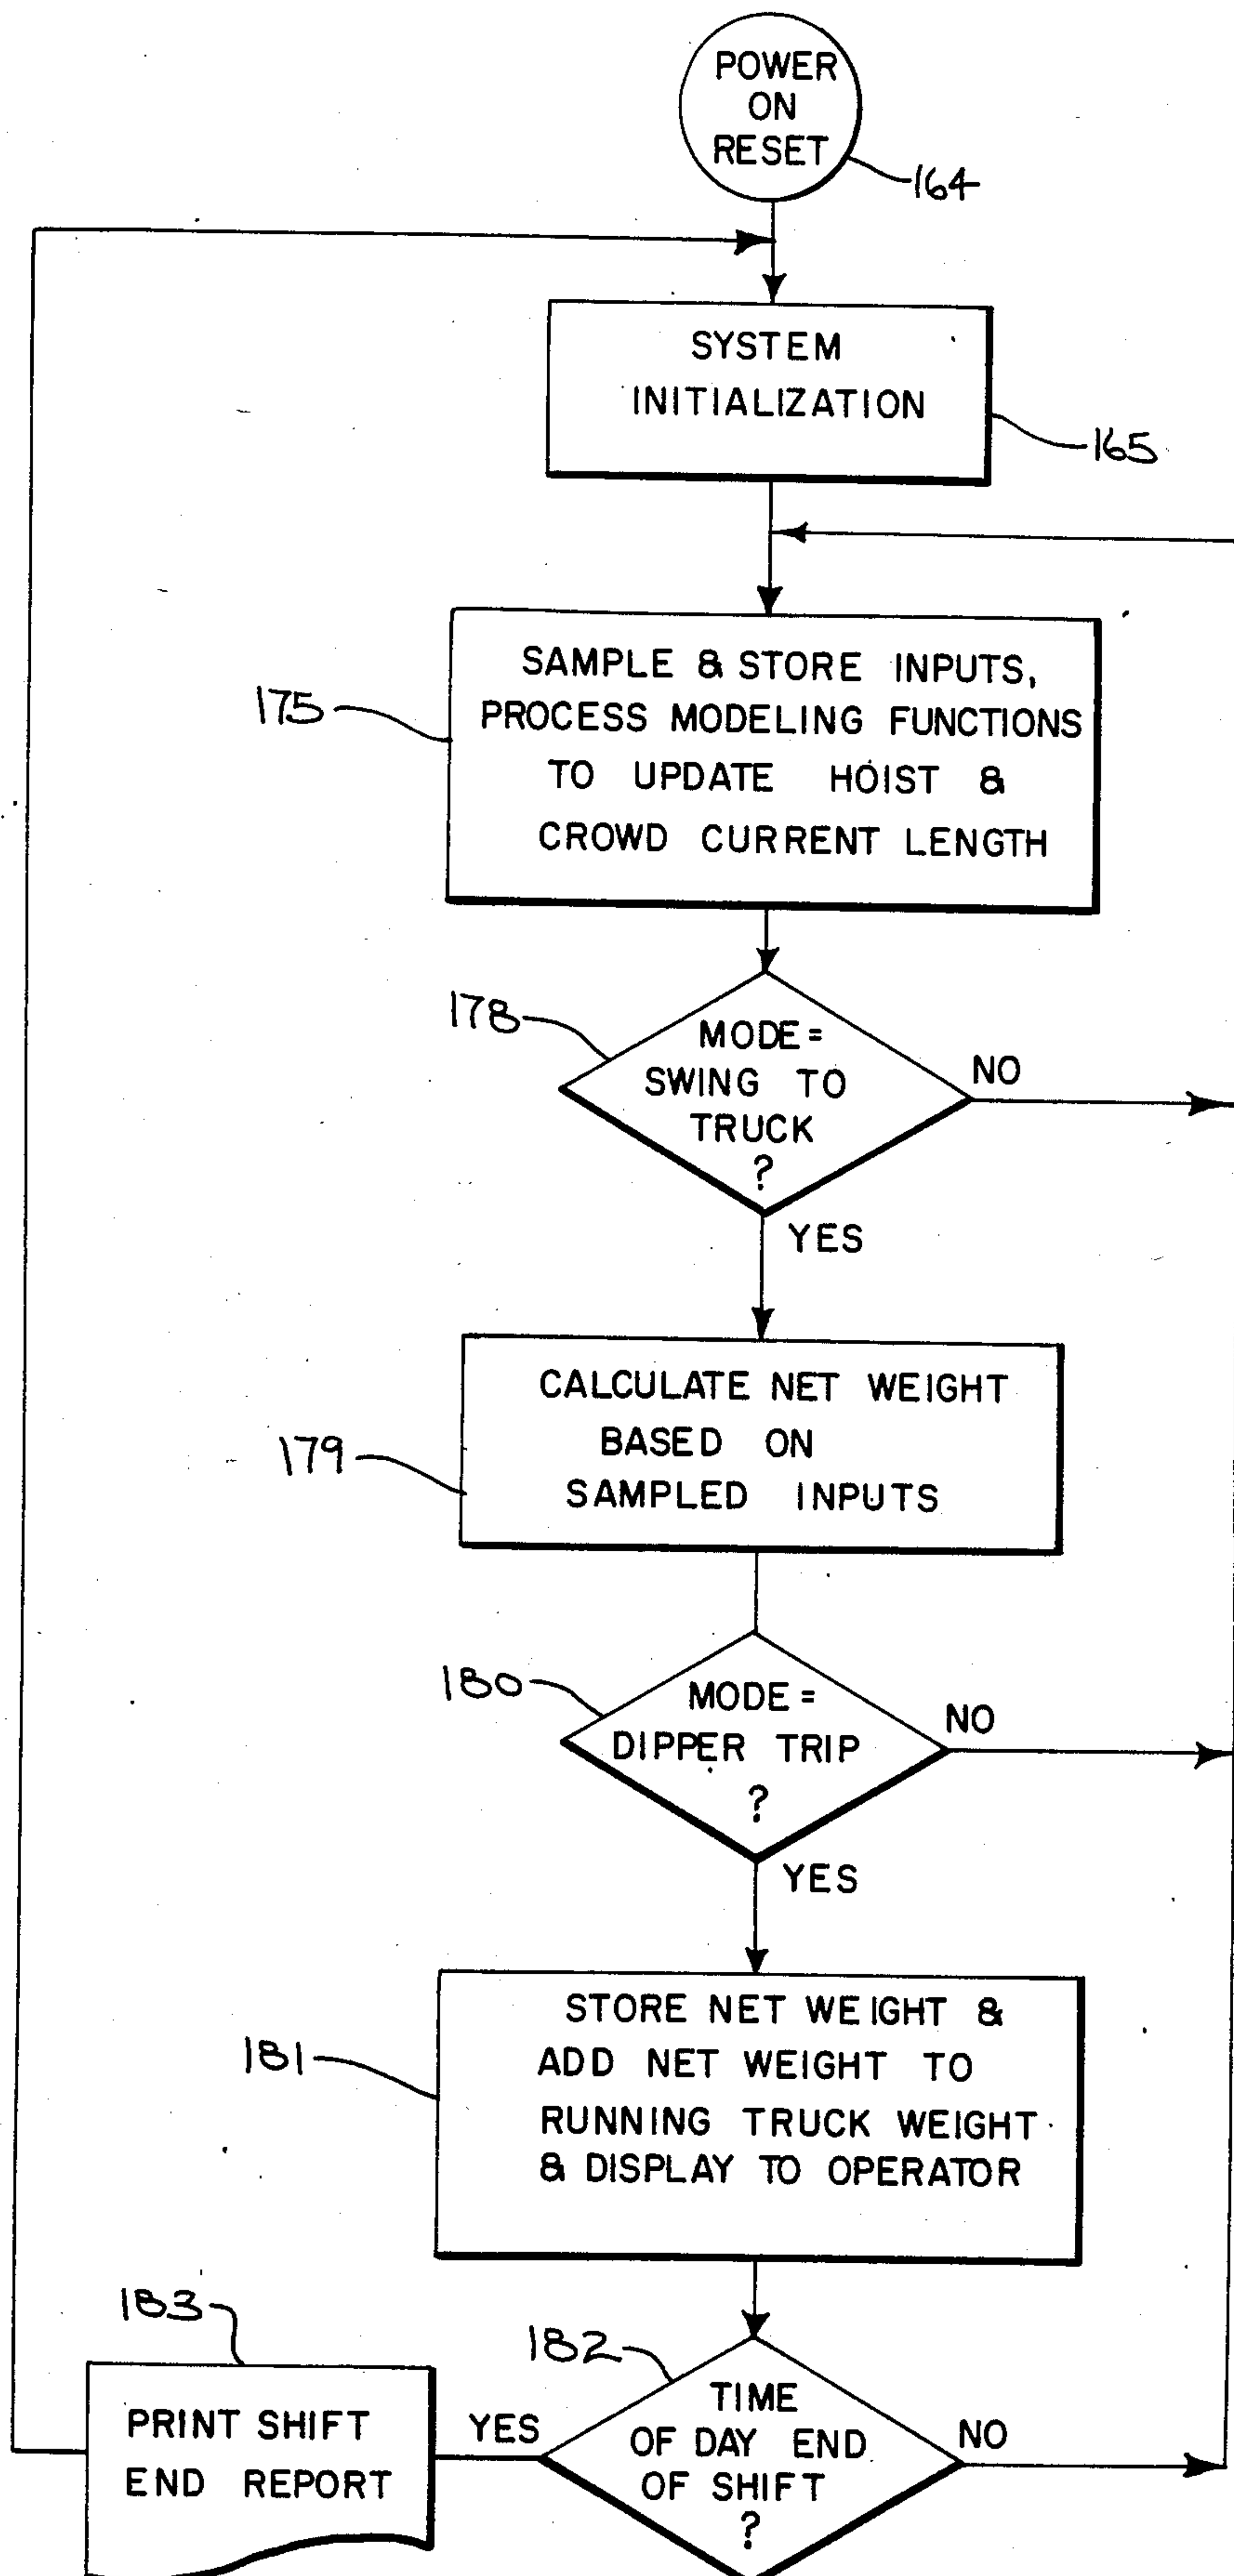 POWER
ON
RESET
164
SYSTEM
INITIALIZATION
165
SAMPLE & STORE INPUTS,
PROCESS MODELING FUNCTIONS
TO UPDATE HOIST &
CROWD CURRENT LENGTH
175
178
MODE=
SWING TO
TRUCK
?
NO
YES
CALCULATE NET WEIGHT
BASED ON
SAMPLED INPUTS
179
180
MODE=
DIPPER TRIP
?
NO
YES
STORE NET WEIGHT &
ADD NET WEIGHT TO
RUNNING TRUCK WEIGHT
& DISPLAY TO OPERATOR
181
183
182
TIME
OF DAY END
OF SHIFT
?
YES
NO
PRINT SHIFT
END REPORT